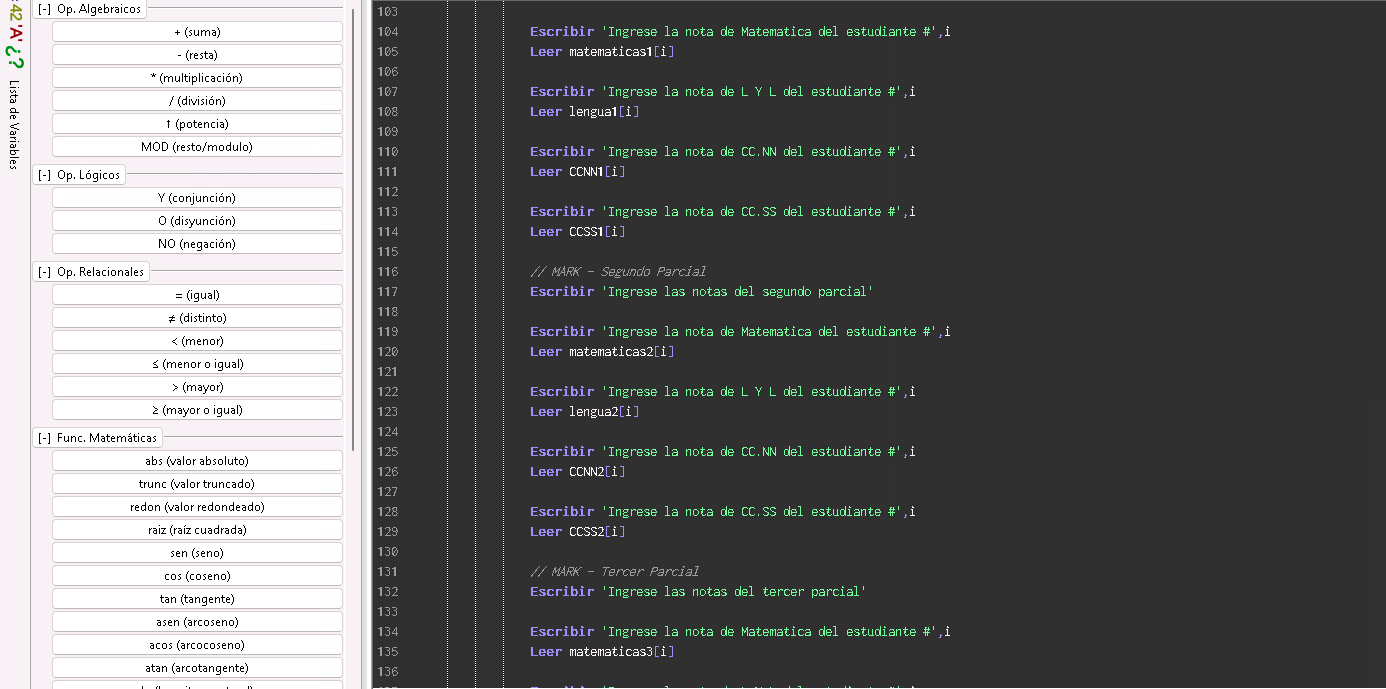 42 'A' ¿?
Lista de Variables
[-] Op. Algebraicos
+ (suma)
- (resta)
* (multiplicación)
/ (división)
↑ (potencia)
MOD (resto/modulo)
[-] Op. Lógicos
Y (conjunción)
O (disyunción)
NO (negación)
[-] Op. Relacionales
= (igual)
≠ (distinto)
< (menor)
≤ (menor o igual)
> (mayor)
≥ (mayor o igual)
[-] Func. Matemáticas
abs (valor absoluto)
trunc (valor truncado)
redon (valor redondeado)
raiz (raíz cuadrada)
sen (seno)
cos (coseno)
tan (tangente)
asen (arcoseno)
acos (arcocoseno)
atan (arcotangente)
103
104 Escribir 'Ingrese la nota de Matematica del estudiante #',i
105 Leer matematicas1[i]
106
107 Escribir 'Ingrese la nota de L Y L del estudiante #',i
108 Leer lengua1[i]
109
110 Escribir 'Ingrese la nota de CC.NN del estudiante #',i
111 Leer CCNN1[i]
112
113 Escribir 'Ingrese la nota de CC.SS del estudiante #',i
114 Leer CCSS1[i]
115
116 // MARK - Segundo Parcial
117 Escribir 'Ingrese las notas del segundo parcial'
118
119 Escribir 'Ingrese la nota de Matematica del estudiante #',i
120 Leer matematicas2[i]
121
122 Escribir 'Ingrese la nota de L Y L del estudiante #',i
123 Leer lengua2[i]
124
125 Escribir 'Ingrese la nota de CC.NN del estudiante #',i
126 Leer CCNN2[i]
127
128 Escribir 'Ingrese la nota de CC.SS del estudiante #',i
129 Leer CCSS2[i]
130
131 // MARK - Tercer Parcial
132 Escribir 'Ingrese las notas del tercer parcial'
133
134 Escribir 'Ingrese la nota de Matematica del estudiante #',i
135 Leer matematicas3[i]
136